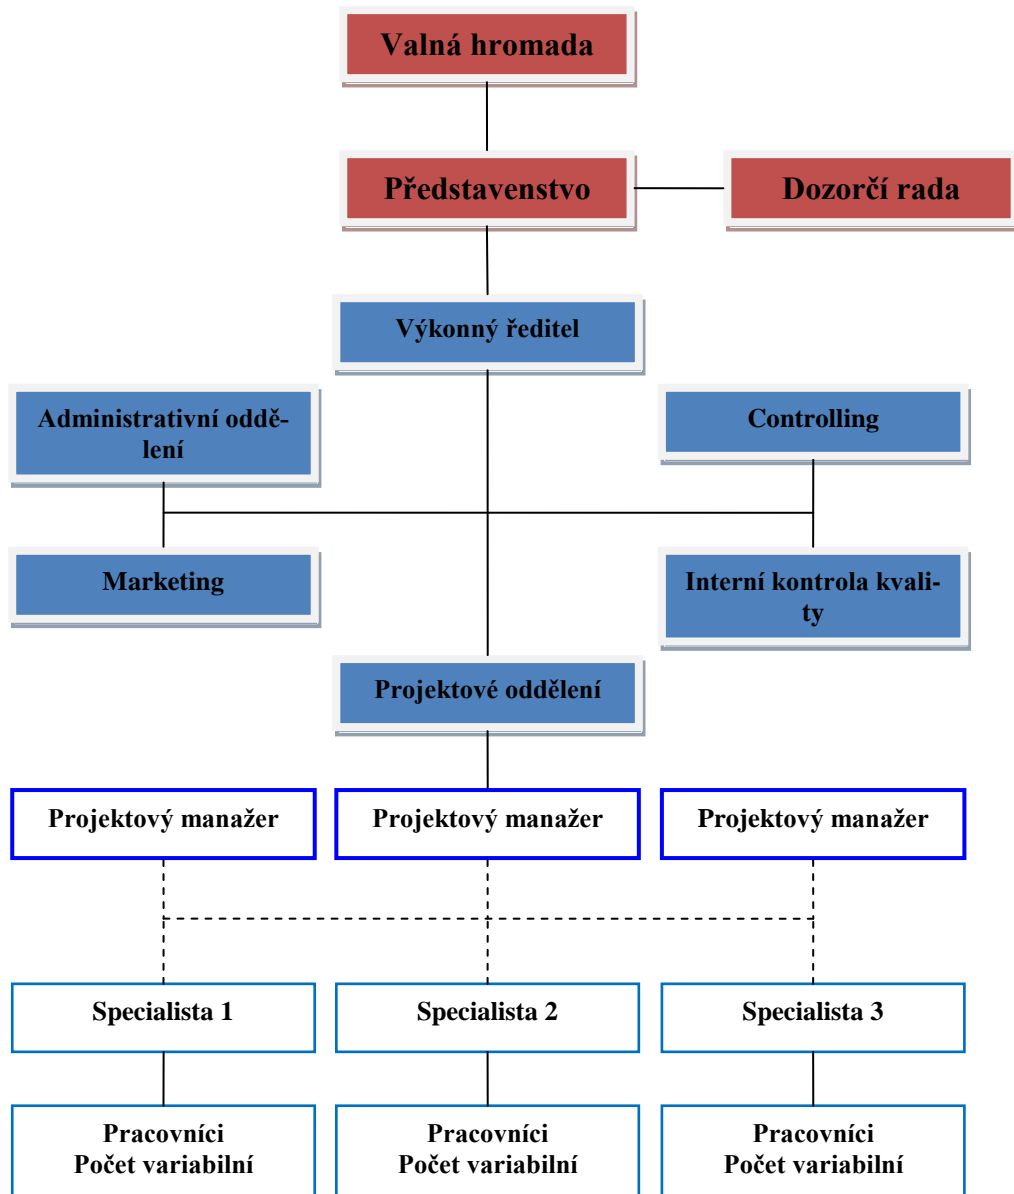 Valná hromada
Představenstvo
Dozorčí rada
Výkonný ředitel
Administrativní oddě-
lení
Controlling
Marketing
Interní kontrola kvali-
ty
Projektové oddělení
Projektový manažer
Projektový manažer
Projektový manažer
Specialista 1
Specialista 2
Specialista 3
Pracovníci
Počet variabilní
Pracovníci
Počet variabilní
Pracovníci
Počet variabilní